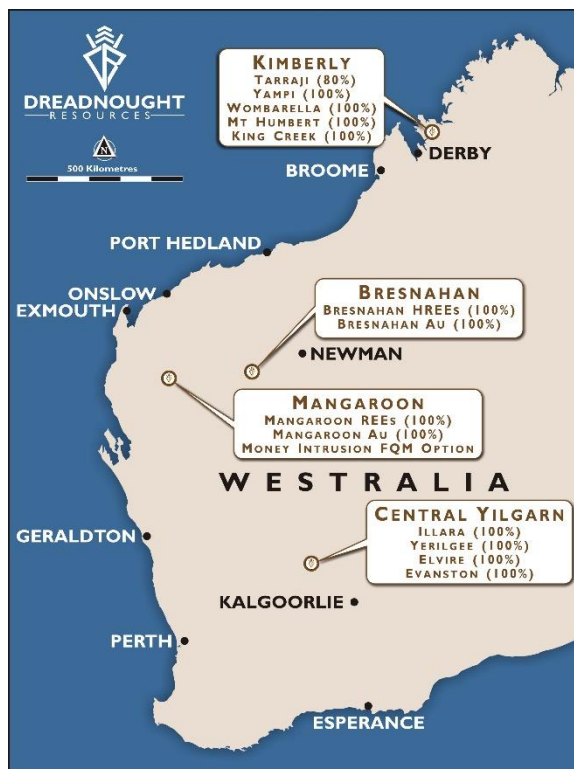 DREADNOUGHT
RESOURCES
N
500 KILOMETRES
KIMBERLY
TARRAJI (80%)
YAMPI (100%)
WOMBARELLA (100%)
MT HUMBERT (100%)
KING CREEK (100%)
DERBY
BROOME
PORT HEDLAND
ONSLOW
EXMOUTH
BRESNAHAN
BRESNAHAN HREES (100%)
BRESNAHAN AU (100%)
NEWMAN
MANGAROON
MANGAROON REES (100%)
MANGAROON AU (100%)
MONEY INTRUSION FQM OPTION
WESTRALIA
CENTRAL YILGARN
ILLARA (100%)
YERILGEE (100%)
ELVIRE (100%)
EVANSTON (100%)
GERALDTON
KALGOORLIE
PERTH
ESPERANCE